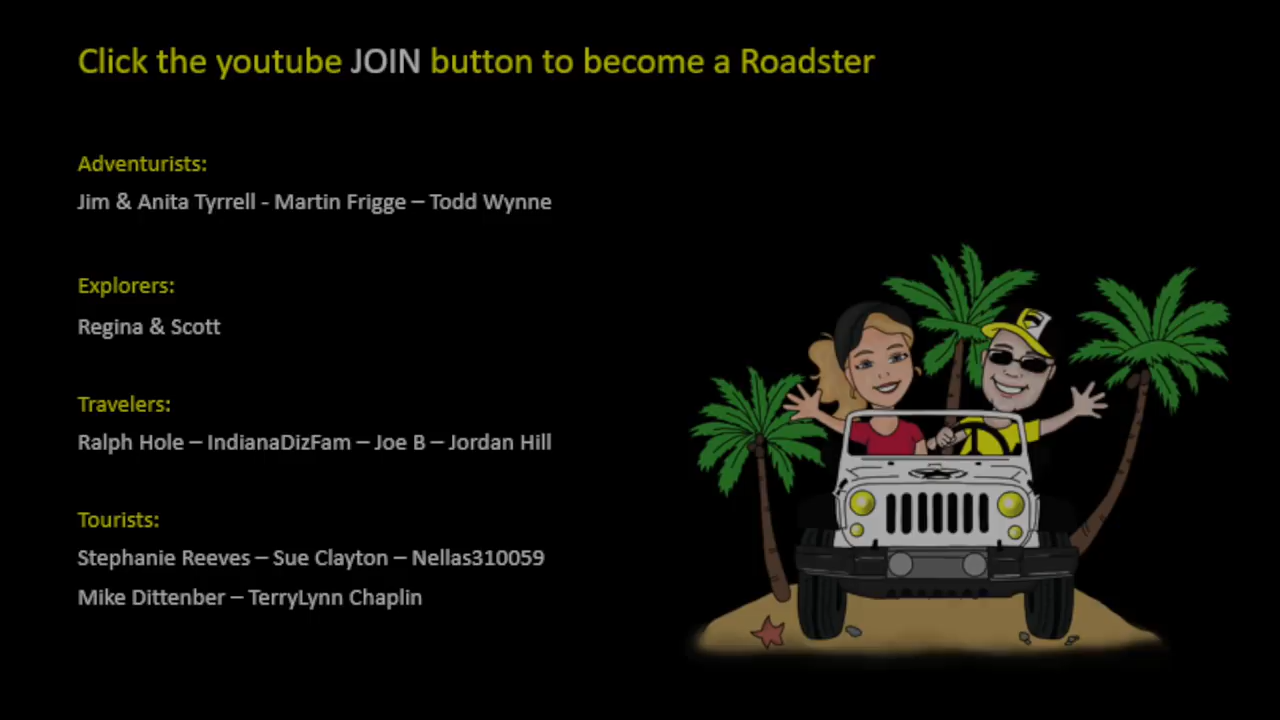 Click the youtube JOIN button to become a Roadster
Adventurists:
Jim & Anita Tyrrell - Martin Frigge – Todd Wynne
Explorers:
Regina & Scott
Travelers:
Ralph Hole – IndianaDizFam – Joe B – Jordan Hill
Tourists:
Stephanie Reeves – Sue Clayton – Nellas310059
Mike Dittenber – TerryLynn Chaplin